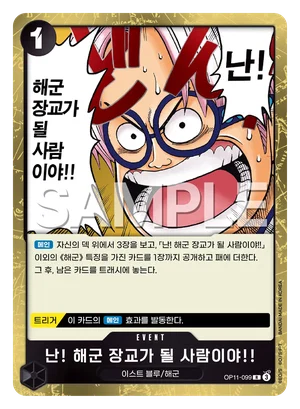 1
난!
해군
장교가
될
사람
이야!!
SAMPLE
메인 자신의 덱 위에서 3장을 보고, 「난! 해군 장교가 될 사람이야!!」
이외의 《해군》 특징을 가진 카드를 1장까지 공개하고 패에 더한다.
그 후, 남은 카드를 트래시에 놓는다.
트리거 이 카드의 메인 효과를 발동한다.
EVENT
난! 해군 장교가 될 사람이야!!
이스트 블루/해군
OP11-099 R 3